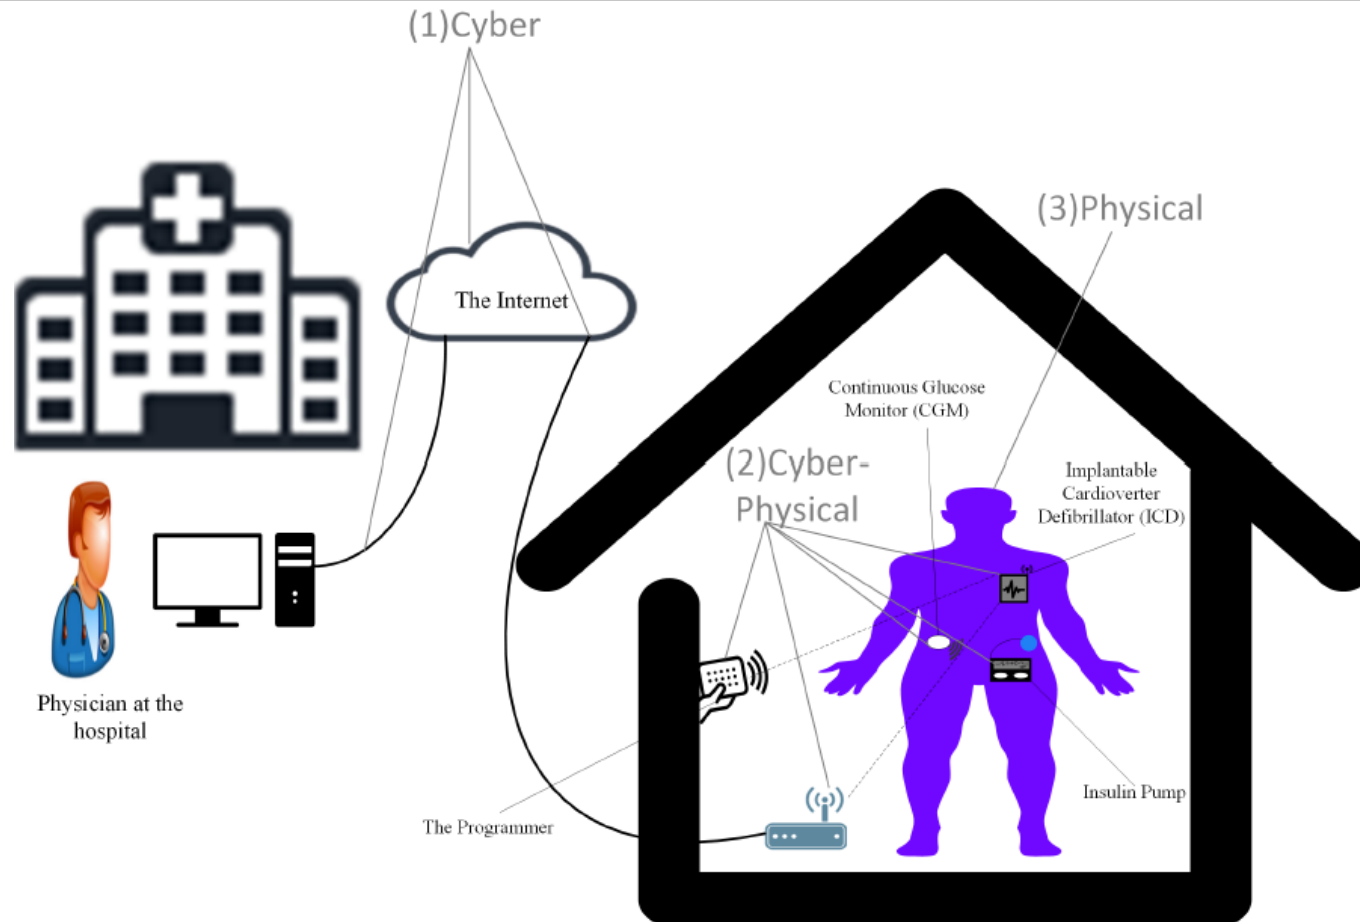 (1)Cyber
The Internet
Physician at the
hospital
The Programmer
(2)Cyber-
Physical
(3)Physical
Continuous Glucose
Monitor (CGM)
Implantable
Cardioverter
Defibrillator (ICD)
Insulin Pump